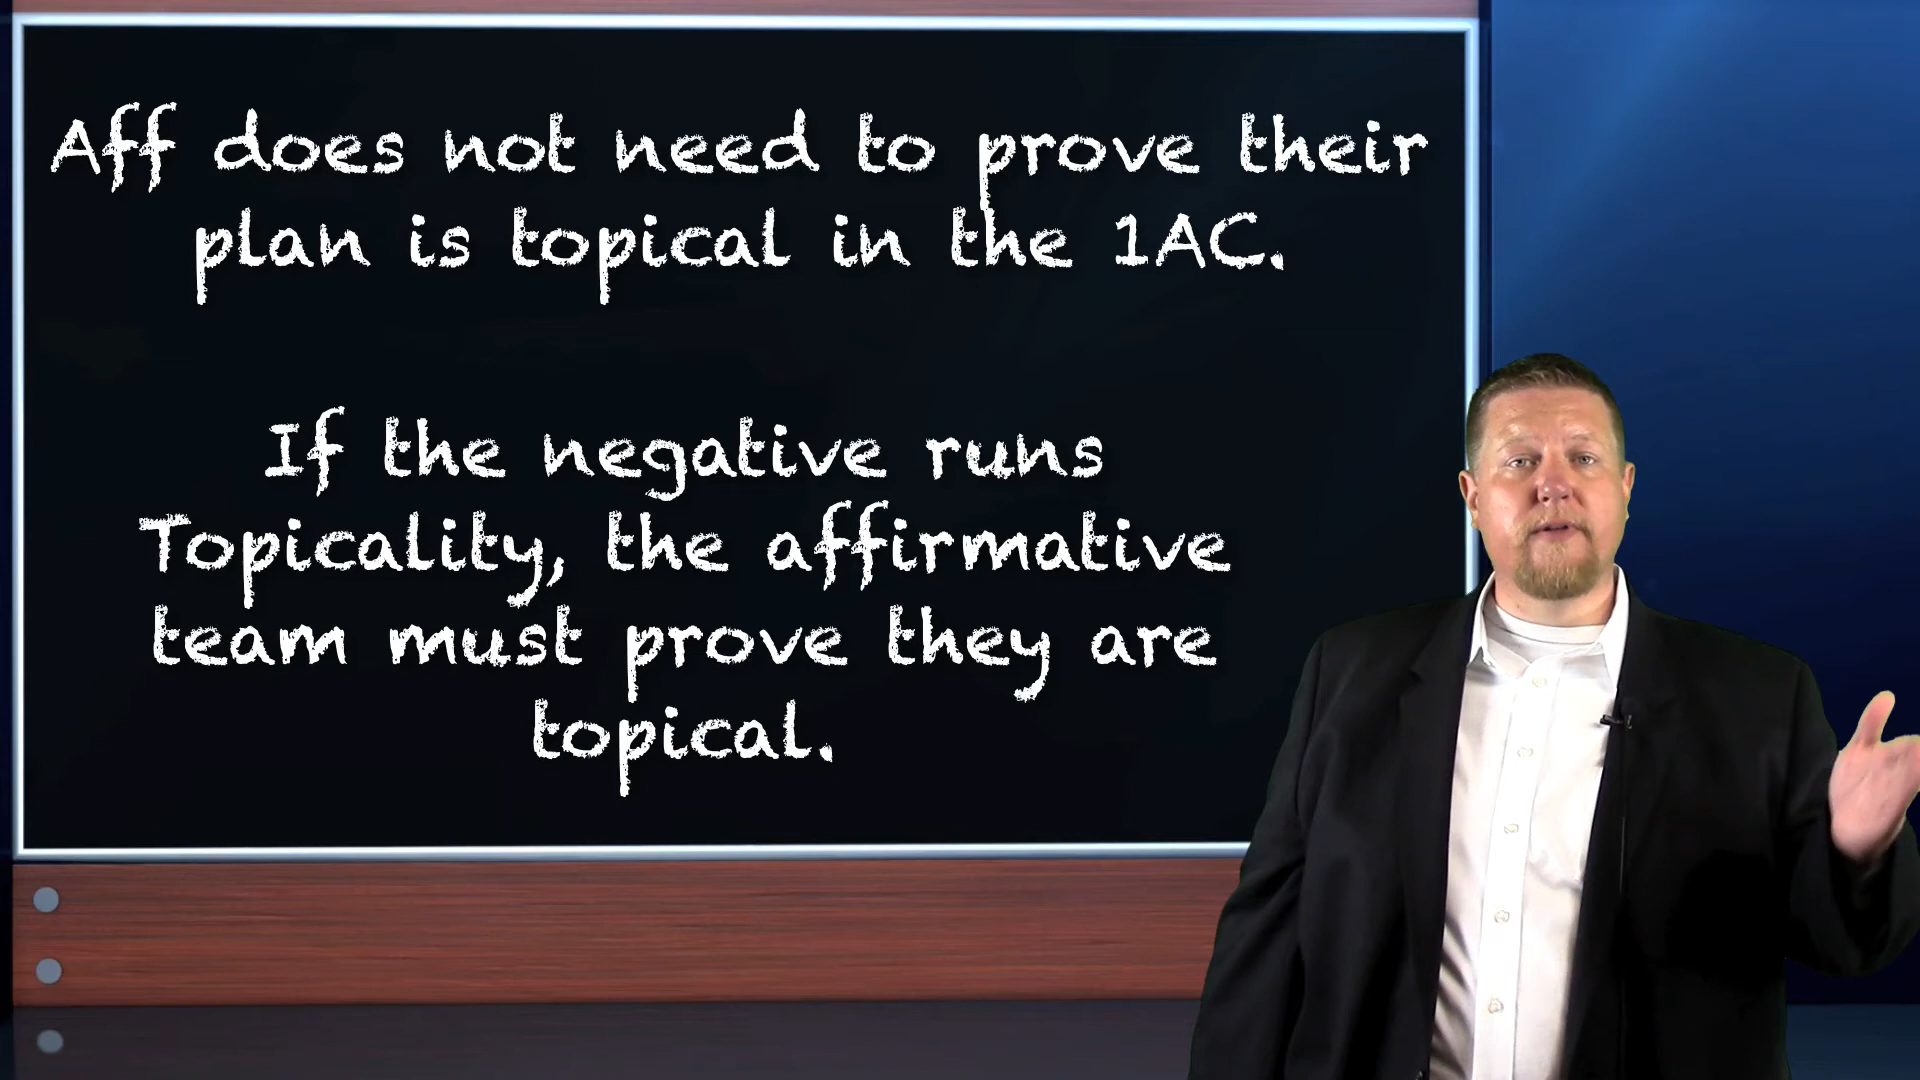 Aff does not need to prove their
plan is topical in the 1AC.
If the negative runs
Topicality, the affirmative
team must prove they are
topical.